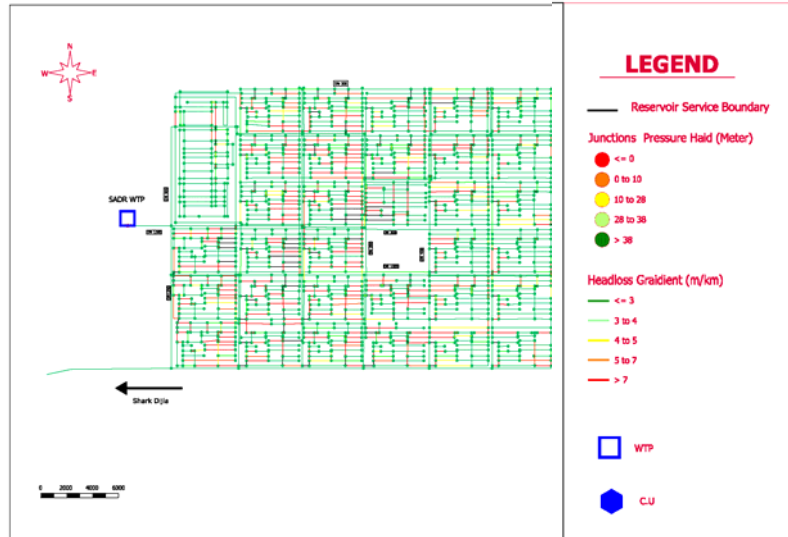 N
W E
S
SADR WTP
Shark Dijla
0 2000 4000 6000
LEGEND
Reservoir Service Boundary
Junctions Pressure Haid (Meter)
<= 0
0 to 10
10 to 28
28 to 38
> 38
Headloss Graidient (m/km)
<= 3
3 to 4
4 to 5
5 to 7
> 7
WTP
C.U